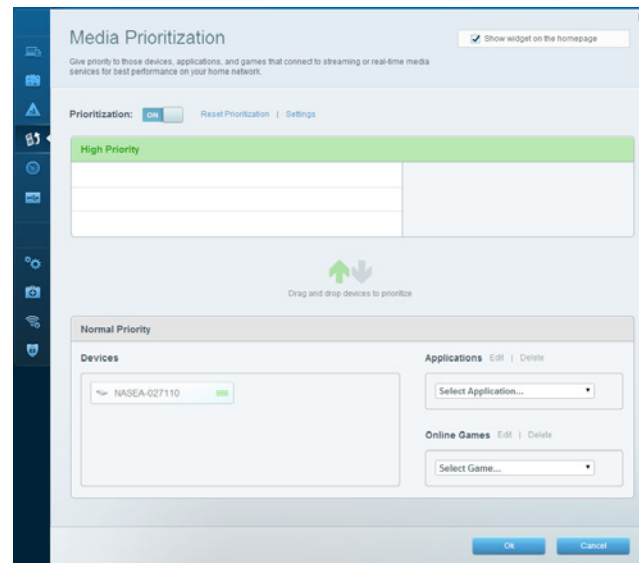 Media Prioritization
Show widget on the homepage
Give priority to those devices, applications, and games that connect to streaming or real-time media
services for best performance on your home network.
Prioritization: ON Reset Prioritization | Settings
High Priority
Drag and drop devices to prioritize
Normal Priority
Devices
Applications Edit | Delete
NASEA-027110
Select Application...
Online Games Edit | Delete
Select Game...
Ok Cancel